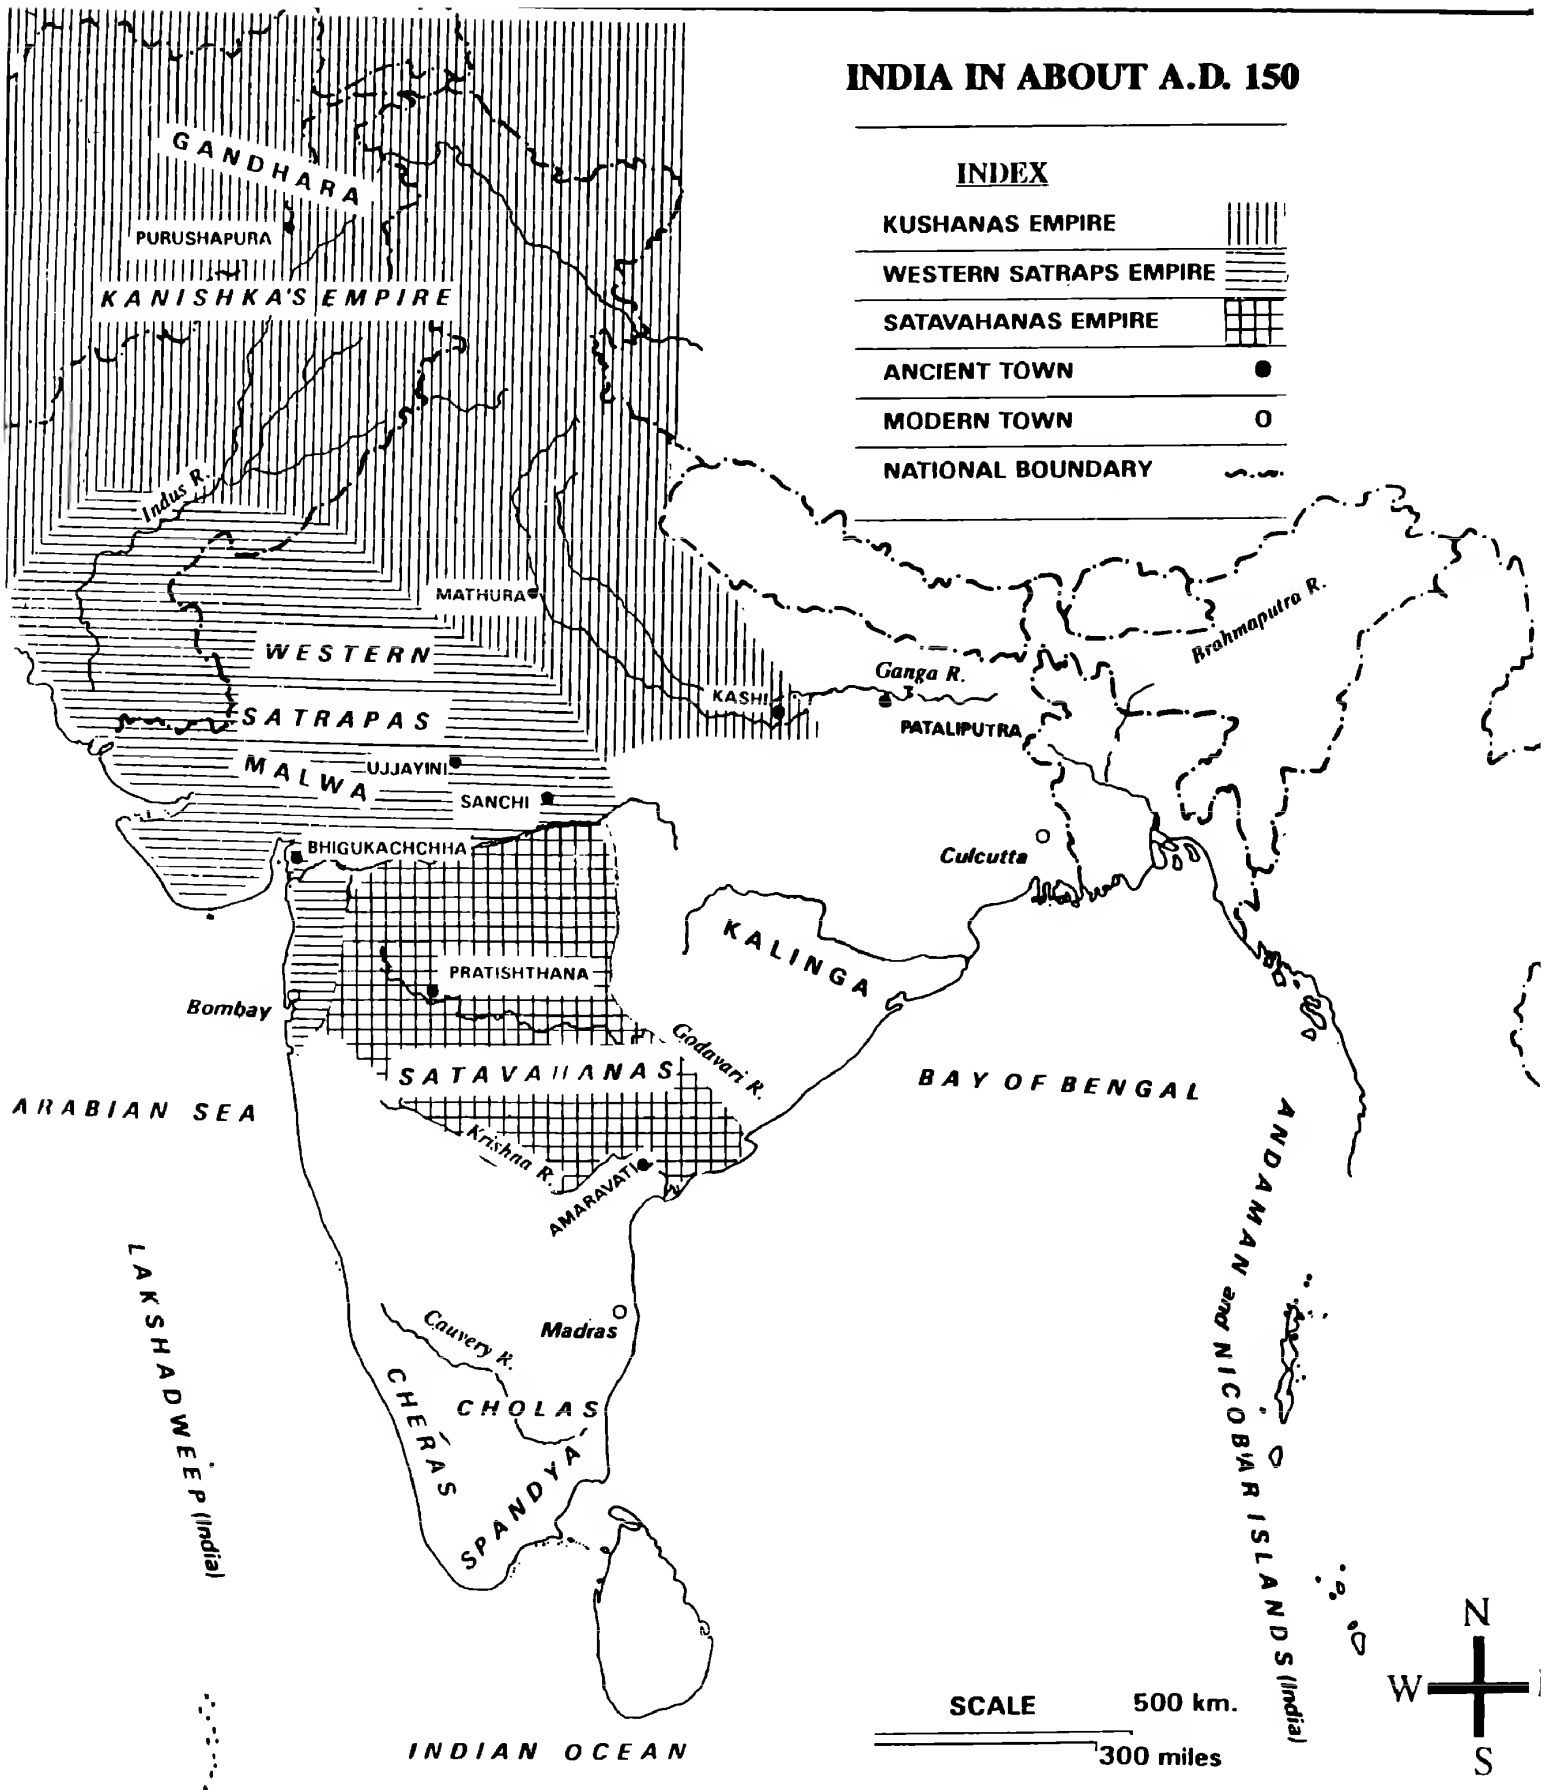 INDIA IN ABOUT A.D. 150
INDEX
KUSHANAS EMPIRE
WESTERN SATRAPS EMPIRE
SATAVAHANAS EMPIRE
ANCIENT TOWN
MODERN TOWN
NATIONAL BOUNDARY
GANDHARA
PURUSHAPURA
KANISHKA'S EMPIRE
Indus R.
MATHURA
WESTERN
SATRAPAS
MALWA
UJJAYINI
SANCHI
BHIGUKACHCHHA
KASHI
Ganga R.
PATALIPUTRA
Brahmaputra R.
Culcutta
KALINGA
PRATISHTHANA
Bombay
Godavari R.
SATAVAHANAS
BAY OF BENGAL
ARABIAN SEA
Krishna R.
AMARAVATI
LAKSHADWEEP (India)
ANDAMAN and NICOBAR ISLANDS (India)
Cauvery R.
Madras
CHERAS
CHOLAS
SPANDYA
INDIAN OCEAN
SCALE 500 km.
300 miles
N
W
S